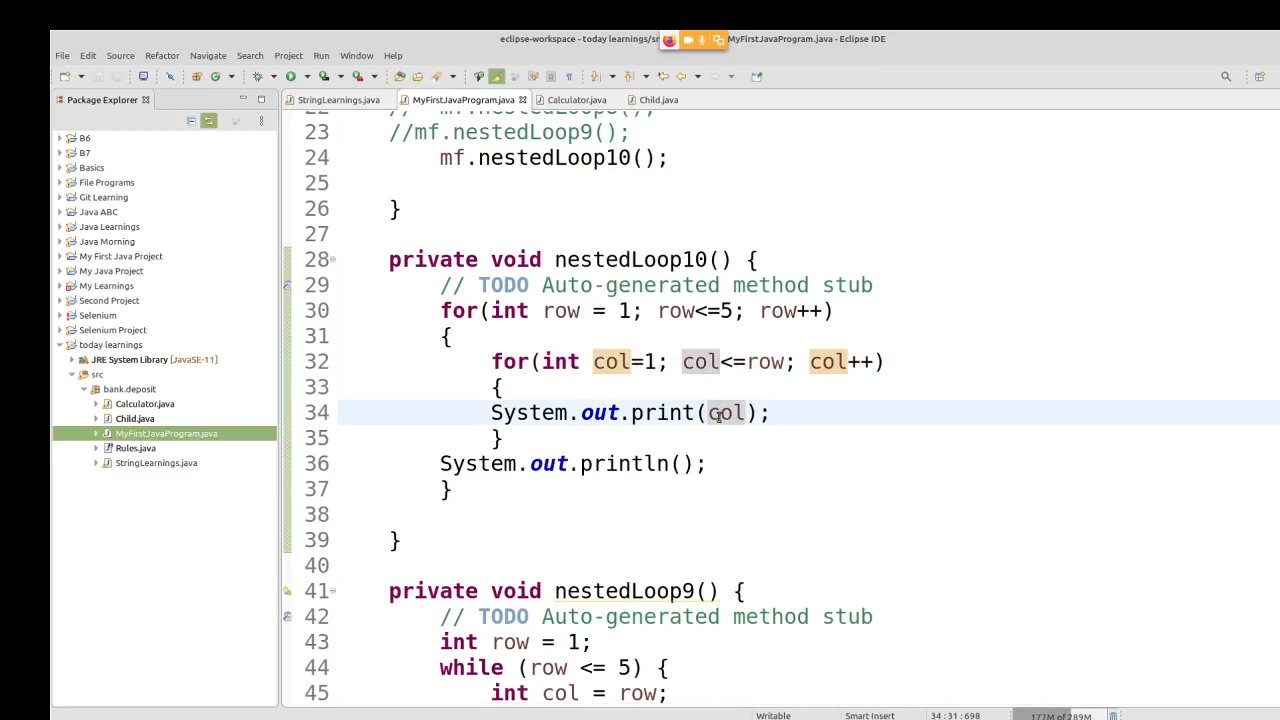 eclipse-workspace - today learnings/sr MyFirstJavaProgram.java - Eclipse IDE
File Edit Source Refactor Navigate Search Project Run Window Help
Package Explorer
StringLearnings.java MyFirstJavaProgram.java Calculator.java Child.java
B6
B7
Basics
File Programs
Git Learning
Java ABC
Java Learnings
Java Morning
My First Java Project
My Java Project
My Learnings
Second Project
Selenium
Selenium Project
today learnings
JRE System Library [JavaSE-11]
src
bank.deposit
Calculator.java
Child.java
MyFirstJavaProgram.java
Rules.java
StringLearnings.java
23 //mf.nestedLoop9();
24 mf.nestedLoop10();
25
26 }
27
28 private void nestedLoop10() {
29 // TODO Auto-generated method stub
30 for(int row = 1; row<=5; row++)
31 {
32 for(int col=1; col<=row; col++)
33 {
34 System.out.print(col);
35 }
36 System.out.println();
37 }
38
39 }
40
41 private void nestedLoop9() {
42 // TODO Auto-generated method stub
43 int row = 1;
44 while (row <= 5) {
45 int col = row;
Writable Smart Insert 34:31:698 177M of 289M